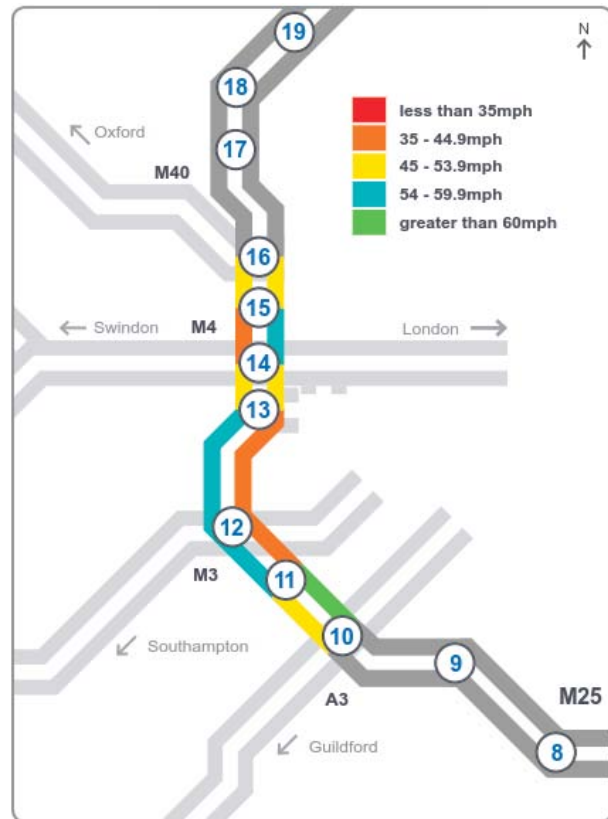 19
N
18
less than 35mph
35 - 44.9mph
Oxford
17
45 - 53.9mph
M40
54 - 59.9mph
greater than 60mph
16
15
Swindon M4 London
14
13
12
M3
11
Southampton
10
9
A3
M25
Guildford
8